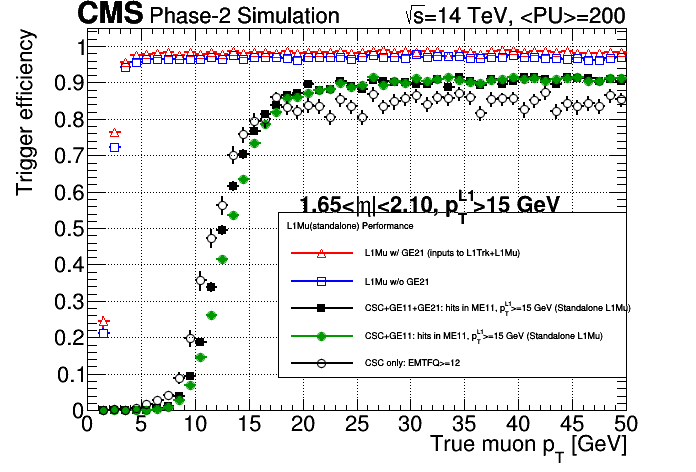 CMS Phase-2 Simulation √s=14 TeV, <PU>=200
Trigger efficiency
1
0.9
0.8
0.7
0.6
0.5
0.4
0.3
0.2
0.1
0
1.65<|η|<2.10, p_T^L1>15 GeV
L1Mu(standalone) Performance
L1Mu w/ GE21 (inputs to L1Trk+L1Mu)
L1Mu w/o GE21
CSC+GE11+GE21: hits in ME11, p_T^L1>=15 GeV (Standalone L1Mu)
CSC+GE11: hits in ME11, p_T^L1>=15 GeV (Standalone L1Mu)
CSC only: EMTFQ>=12
0 5 10 15 20 25 30 35 40 45 50
True muon p_T [GeV]